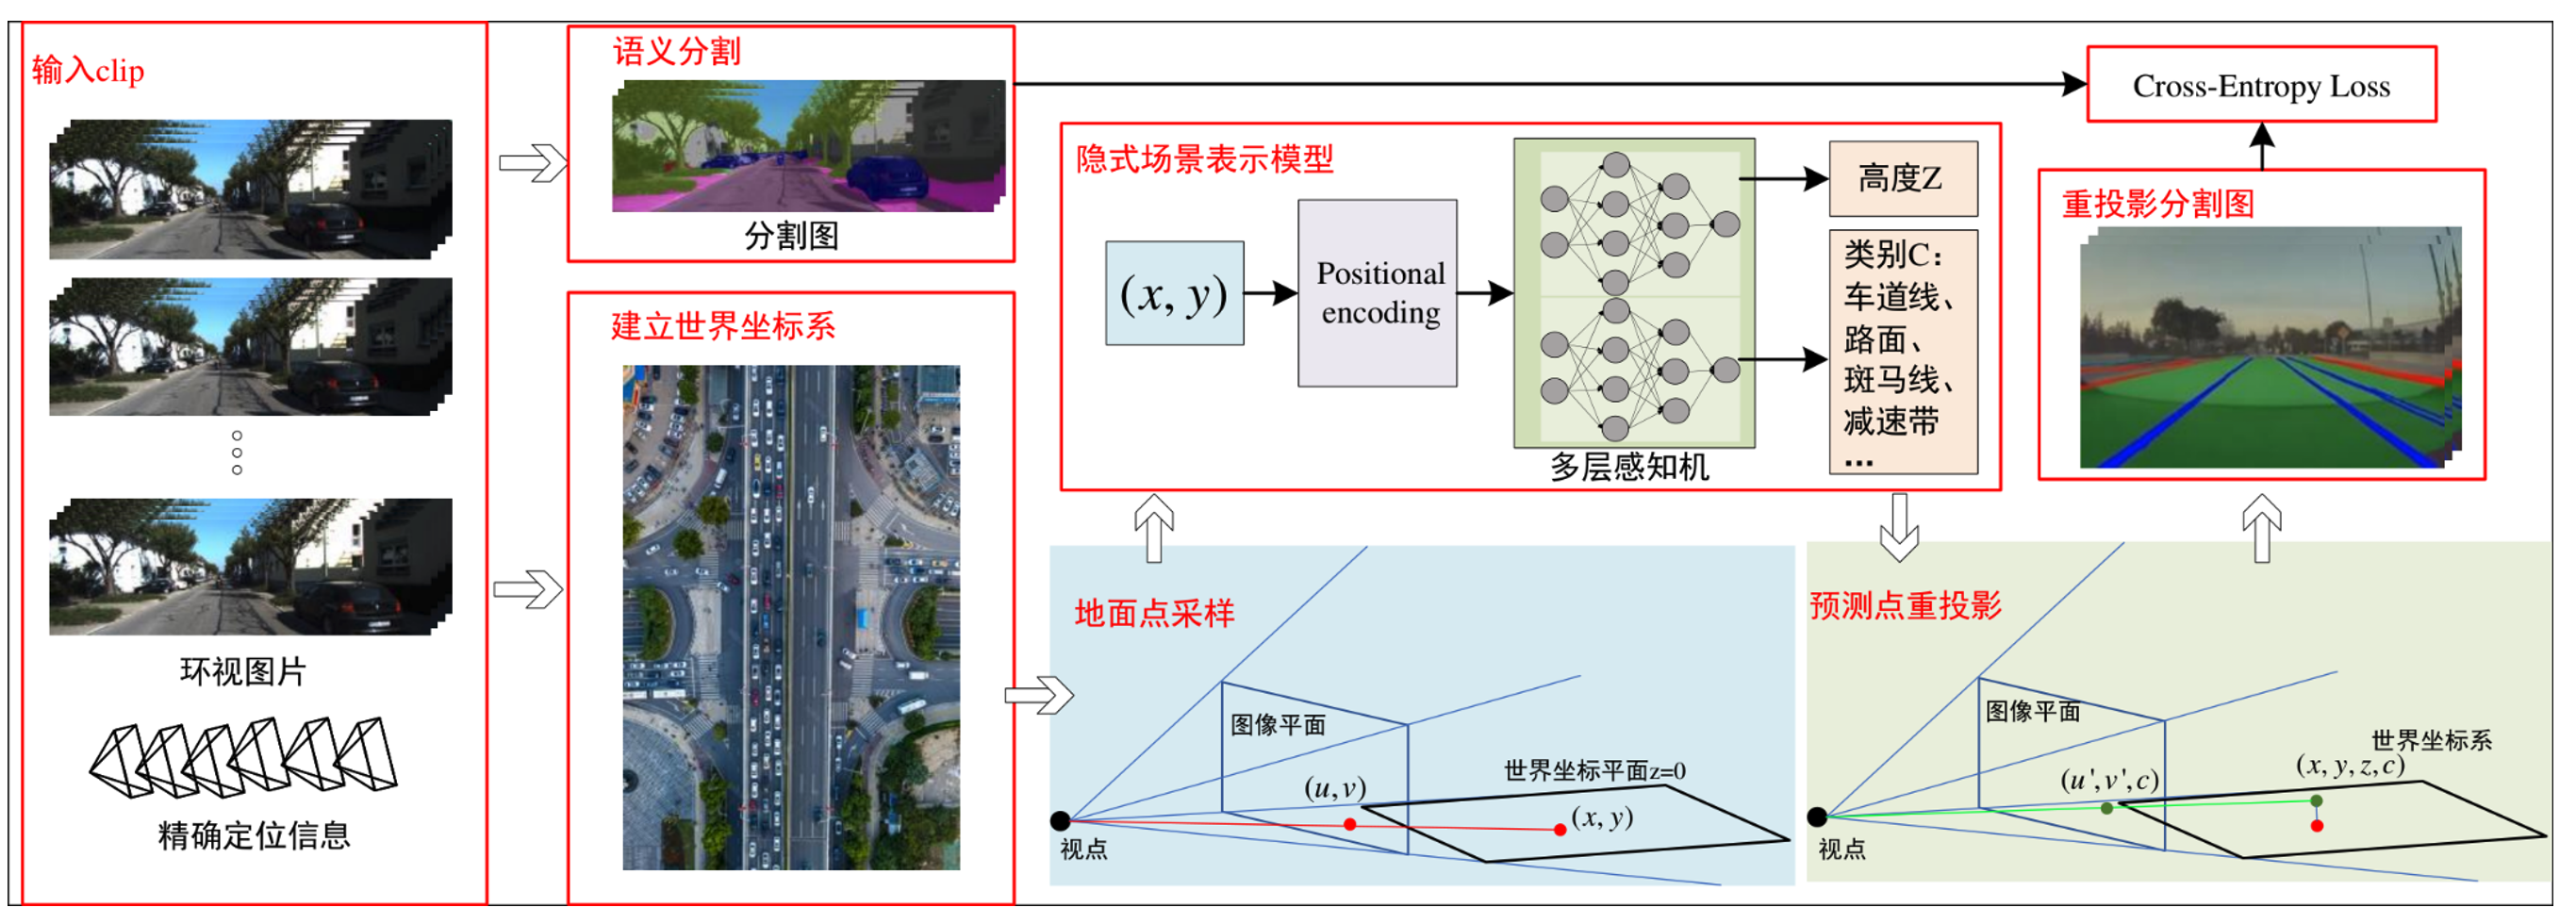 输入clip
环视图片
精确定位信息
语义分割
分割图
建立世界坐标系
隐式场景表示模型
(x, y)
Positional
encoding
多层感知机
高度Z
类别C：
车道线、
路面、
斑马线、
减速带
...
Cross-Entropy Loss
重投影分割图
地面点采样
图像平面
世界坐标平面z=0
(u,v)
(x, y)
视点
预测点重投影
图像平面
世界坐标系
(u',v',c)
(x, y,z,c)
视点